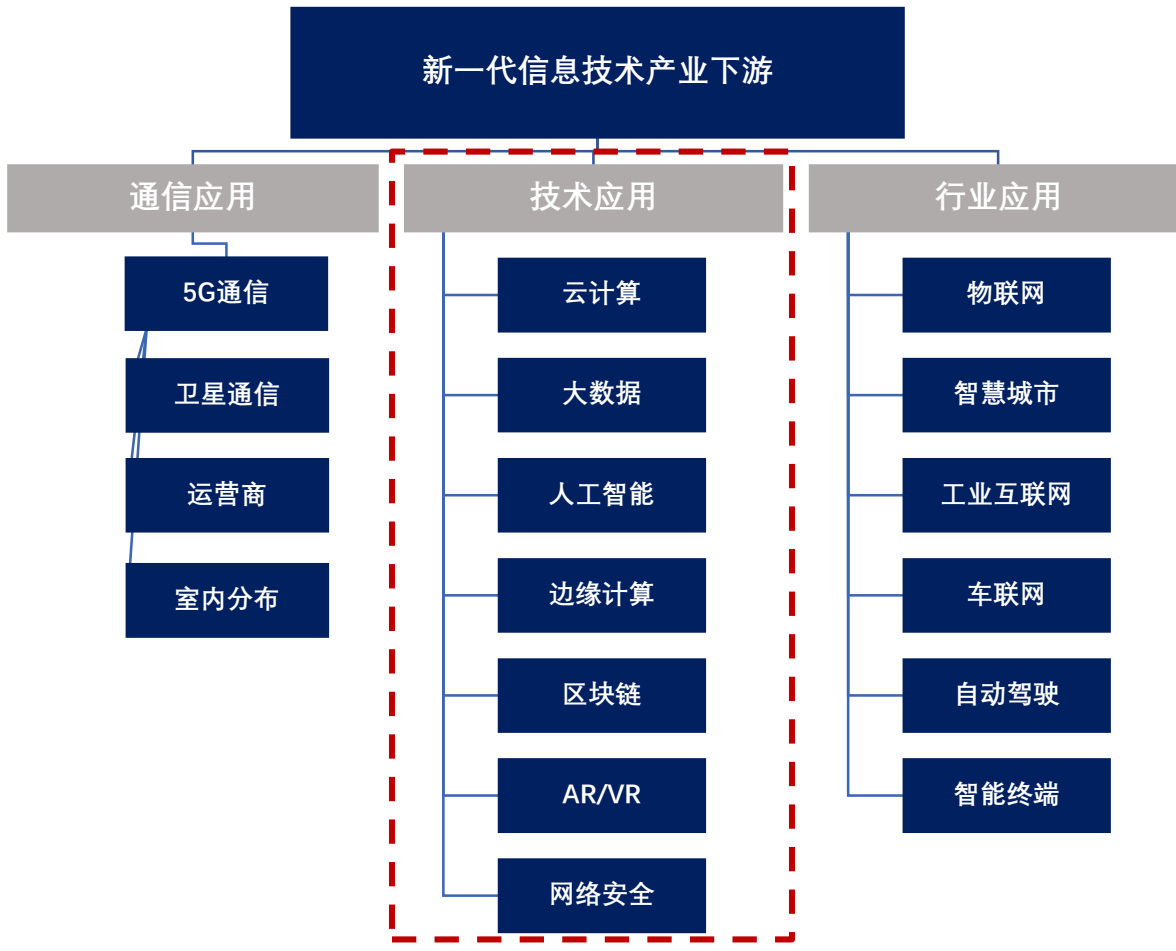 新一代信息技术产业下游
通信应用
5G通信
卫星通信
运营商
室内分布
技术应用
云计算
大数据
人工智能
边缘计算
区块链
AR/VR
网络安全
行业应用
物联网
智慧城市
工业互联网
车联网
自动驾驶
智能终端